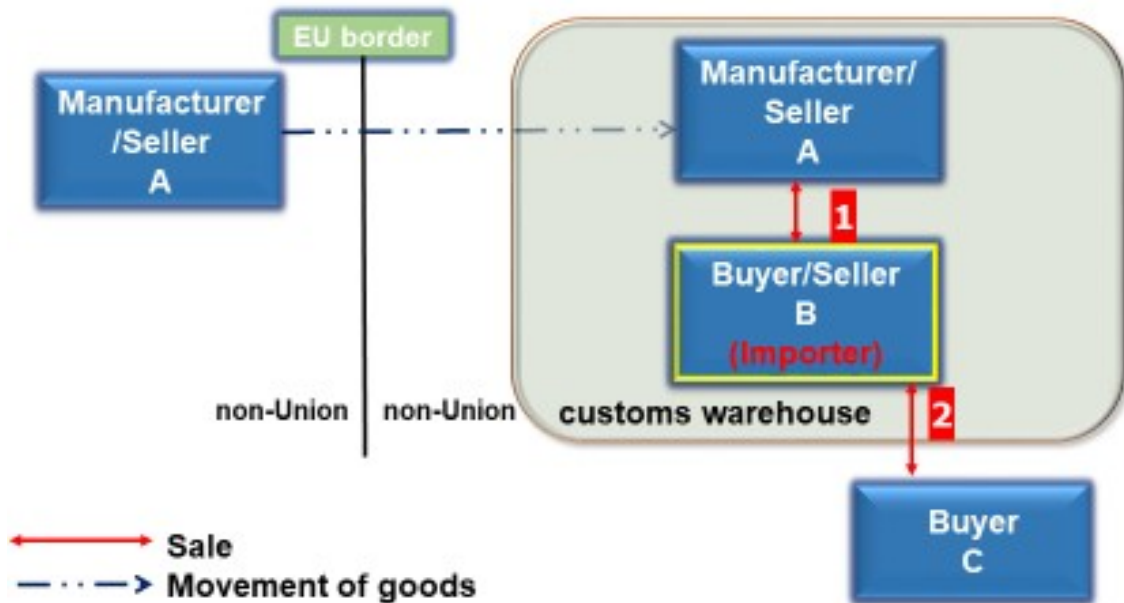 EU border
Manufacturer
/Seller
A
Manufacturer/
Seller
A
1
Buyer/Seller
B
(Importer)
non-Union
non-Union
customs warehouse
2
Buyer
C
Sale
Movement of goods